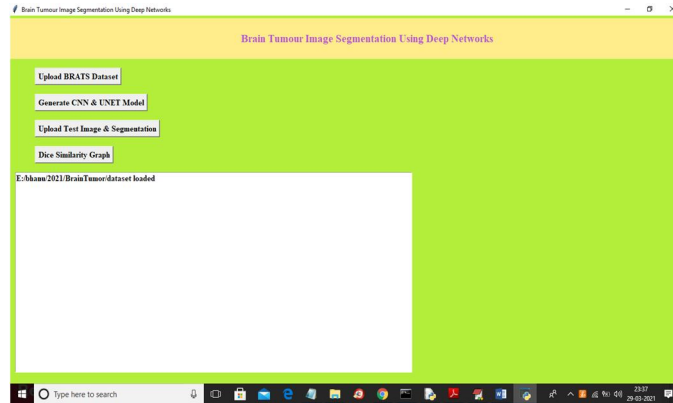 Brain Tumour Image Segmentation Using Deep Networks
Brain Tumour Image Segmentation Using Deep Networks
Upload BRATS Dataset
Generate CNN & UNET Model
Upload Test Image & Segmentation
Dice Similarity Graph
E:/bhanu/2021/BrainTumor/dataset loaded
Type here to search
23:37
29-03-2021